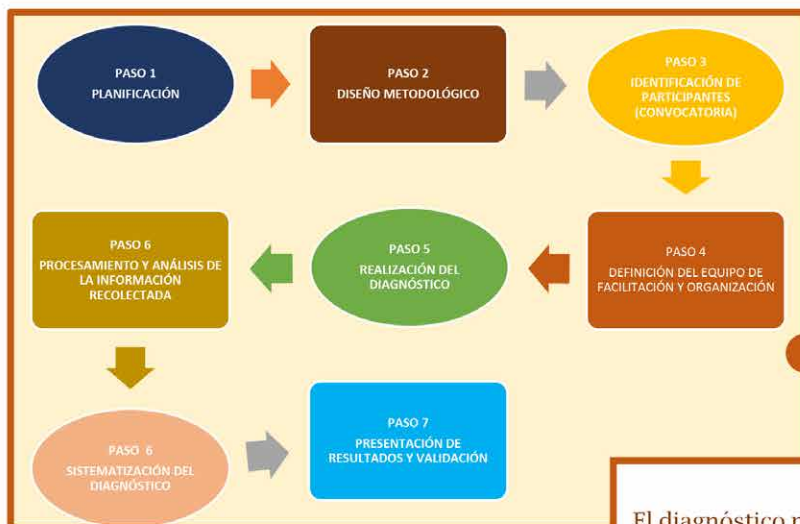 PASO 1
PLANIFICACIÓN
PASO 2
DISEÑO METODOLÓGICO
PASO 3
IDENTIFICACIÓN DE
PARTICIPANTES
(CONVOCATORIA)
PASO 4
DEFINICIÓN DEL EQUIPO DE
FACILITACIÓN Y ORGANIZACIÓN
PASO 5
REALIZACIÓN DEL
DIAGNÓSTICO
PASO 6
PROCESAMIENTO Y ANÁLISIS DE
LA INFORMACIÓN
RECOLECTADA
PASO 6
SISTEMATIZACIÓN DEL
DIAGNÓSTICO
PASO 7
PRESENTACIÓN DE
RESULTADOS Y VALIDACIÓN
El diagnóstico